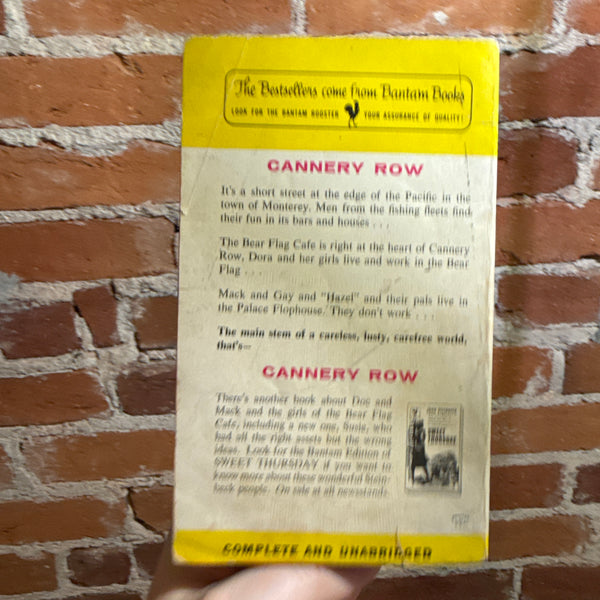 The Bestsellers come from Bantam Books
LOOK FOR THE BANTAM ROOSTER YOUR ASSURANCE OF QUALITY!
CANNERY ROW
It's a short street at the edge of the Pacific in the
town of Monterey. Men from the fishing fleets find
their fun in its bars and houses . . .
The Bear Flag Cafe is right at the heart of Cannery
Row, Dora and her girls live and work in the Bear
Flag . . .
Mack and Gay and "Hazel" and their pals live in
the Palace Flophouse. They don't work . . .
The main stem of a careless, lusty, carefree world,
that's—
CANNERY ROW
There's another book about Doc and
Mack and the girls of the Bear Flag
Cafe, including a new one, Susie, who
had all the right assets but the wrong
ideas. Look for the Bantam Edition of
SWEET THURSDAY if you want to
know more about these wonderful Stein-
beck people. On sale at all newsstands.
JOHN STEINBECK
SWEET
THURSDAY
COMPLETE AND UNABRIDGED